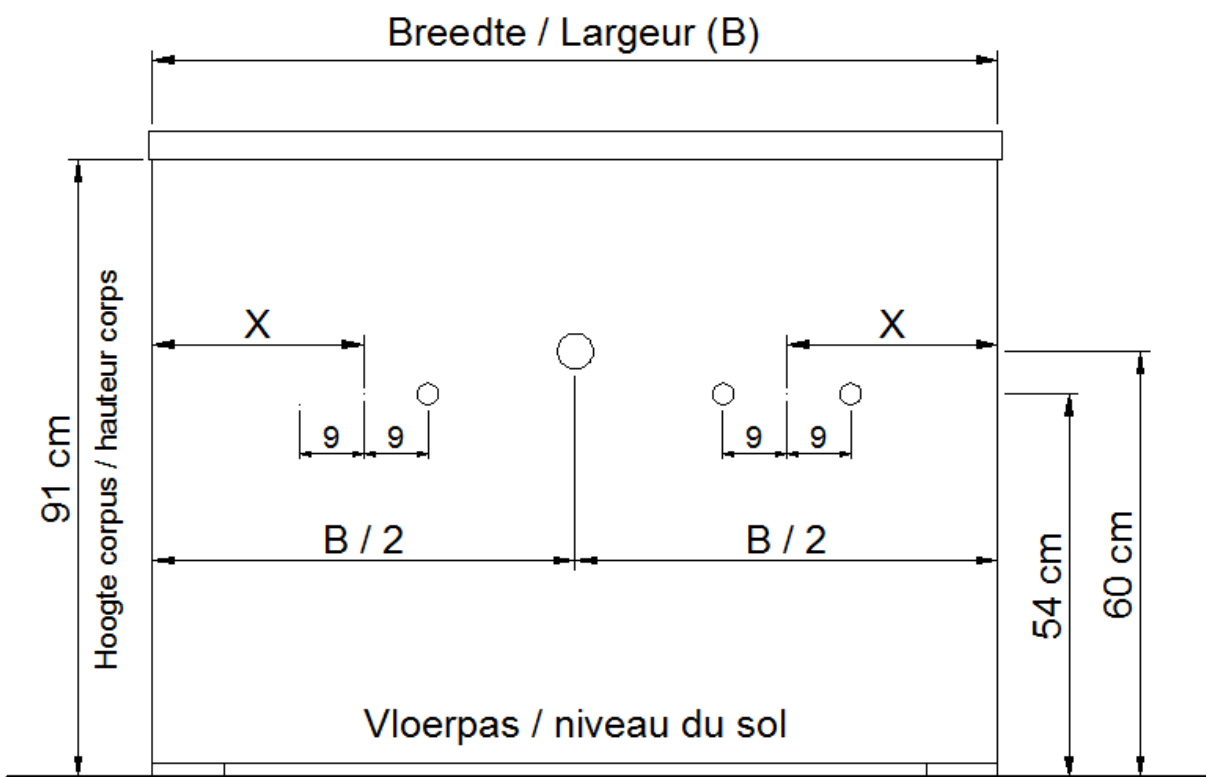 Breedte / Largeur (B)
X
X
9
9
9
9
91 cm
Hoogte corpus / hauteur corps
B / 2
B / 2
54 cm
60 cm
Vloerpas / niveau du sol